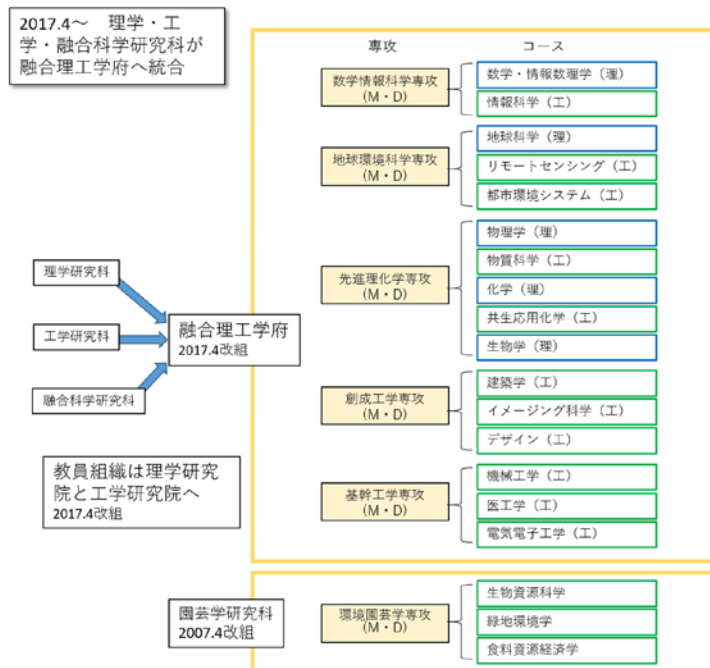 2017.4～　理学・工
学・融合科学研究科が
融合理工学府へ統合
専攻
コース
数学情報科学専攻
(M・D)
数学・情報数理学（理）
情報科学（工）
地球環境科学専攻
(M・D)
地球科学（理）
リモートセンシング（工）
都市環境システム（工）
先進理化学専攻
(M・D)
物理学（理）
物質科学（工）
化学（理）
共生応用化学（工）
生物学（理）
理学研究科
工学研究科
融合科学研究科
融合理工学府
2017.4改組
創成工学専攻
(M・D)
建築学（工）
イメージング科学（工）
デザイン（工）
教員組織は理学研究
院と工学研究院へ
2017.4改組
基幹工学専攻
(M・D)
機械工学（工）
医工学（工）
電気電子工学（工）
園芸学研究科
2007.4改組
環境園芸学専攻
(M・D)
生物資源科学
緑地環境学
食料資源経済学